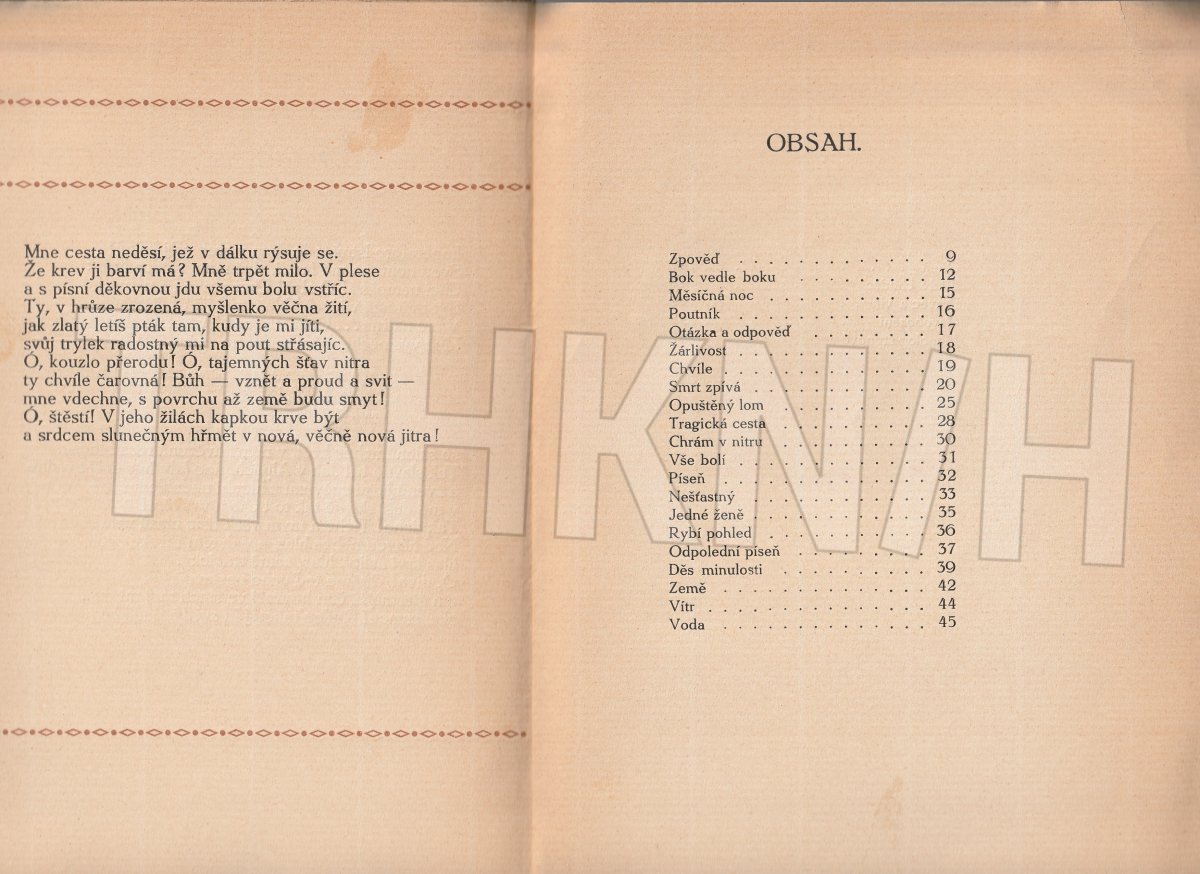 Mne cesta neděsí, jež v dálku rýsuje se.
Že krev ji barví má? Mně trpět milo. V plese
a s písní děkovnou jdu všemu bolu vstříc.
Ty, v hrůze zrozená, myšlenko věčna žití,
jak zlatý letíš pták tam, kudy je mi jíti,
svůj trylek radostný mi na pout střásajíc.
Ó, kouzlo přerodu! Ó, tajemných šťav nitra
ty chvíle čarovná! Bůh — vznět a proud a svit —
mne vdechne, s povrchu až země budu smyt!
Ó, štěstí! V jeho žilách kapkou krve být
a srdcem slunečným hřmět v nová, věčně nová jitra!
OBSAH.
Zpověď . . . . . . . . . . . . . 9
Bok vedle boku . . . . . . . . . 12
Měsíčná noc . . . . . . . . . . . 15
Poutník . . . . . . . . . . . . . 16
Otázka a odpověď . . . . . . . . 17
Žárlivost . . . . . . . . . . . . . 18
Chvíle . . . . . . . . . . . . . . 19
Smrt zpívá . . . . . . . . . . . . 20
Opuštěný lom . . . . . . . . . . 25
Tragická cesta . . . . . . . . . . 28
Chrám v nitru . . . . . . . . . . 30
Vše bolí . . . . . . . . . . . . . 31
Píseň . . . . . . . . . . . . . . 32
Nešťastný . . . . . . . . . . . . 33
Jedné ženě . . . . . . . . . . . . 35
Rybí pohled . . . . . . . . . . . 36
Odpolední píseň . . . . . . . . . 37
Děs minulosti . . . . . . . . . . 39
Země . . . . . . . . . . . . . . 42
Vítr . . . . . . . . . . . . . . . 44
Voda . . . . . . . . . . . . . . 45
TRHKNIH